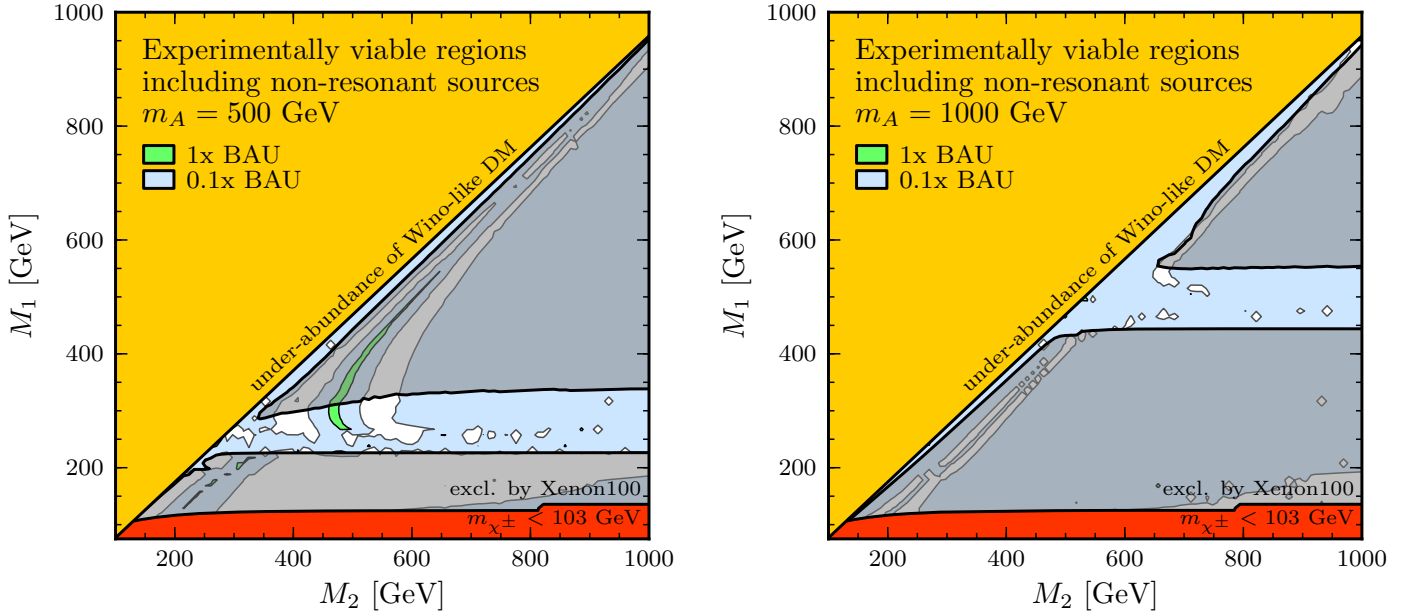 Experimentally viable regions
including non-resonant sources
m_A = 500 GeV
1x BAU
0.1x BAU
under-abundance of Wino-like DM
excl. by Xenon100
m_χ± < 103 GeV
M_1 [GeV]
1000
800
600
400
200
200
400
600
800
1000
M_2 [GeV]
Experimentally viable regions
including non-resonant sources
m_A = 1000 GeV
1x BAU
0.1x BAU
under-abundance of Wino-like DM
excl. by Xenon100
m_χ± < 103 GeV
M_1 [GeV]
1000
800
600
400
200
200
400
600
800
1000
M_2 [GeV]